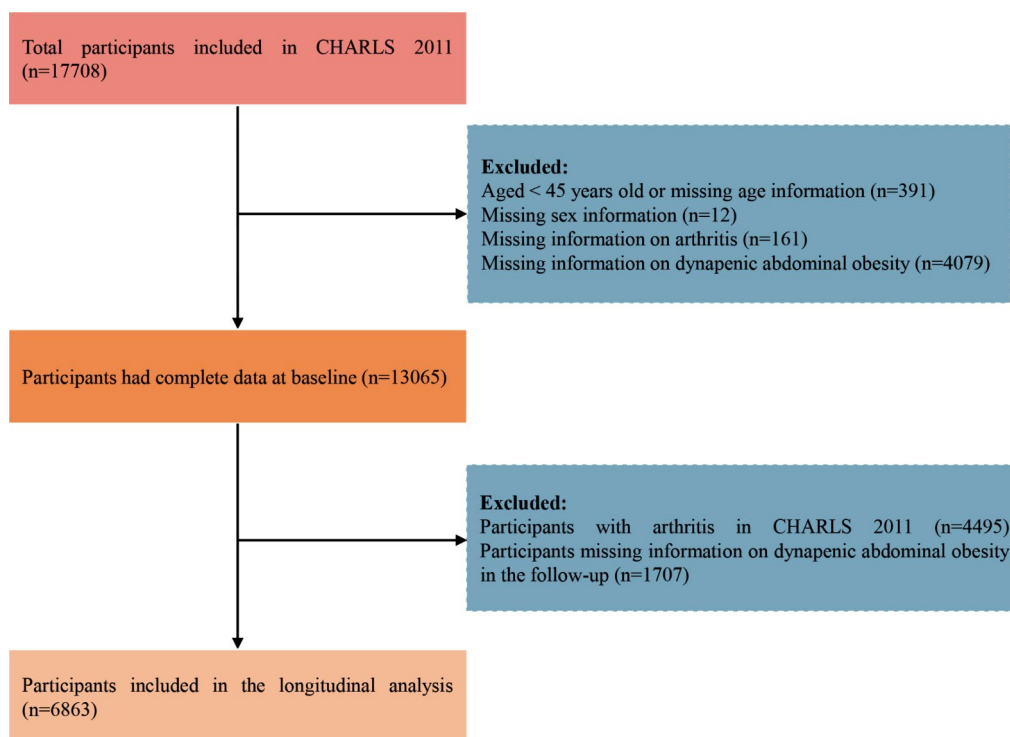 Total participants included in CHARLS 2011
(n=17708)
Excluded:
Aged < 45 years old or missing age information (n=391)
Missing sex information (n=12)
Missing information on arthritis (n=161)
Missing information on dynapenic abdominal obesity (n=4079)
Participants had complete data at baseline (n=13065)
Excluded:
Participants with arthritis in CHARLS 2011 (n=4495)
Participants missing information on dynapenic abdominal obesity
in the follow-up (n=1707)
Participants included in the longitudinal analysis
(n=6863)